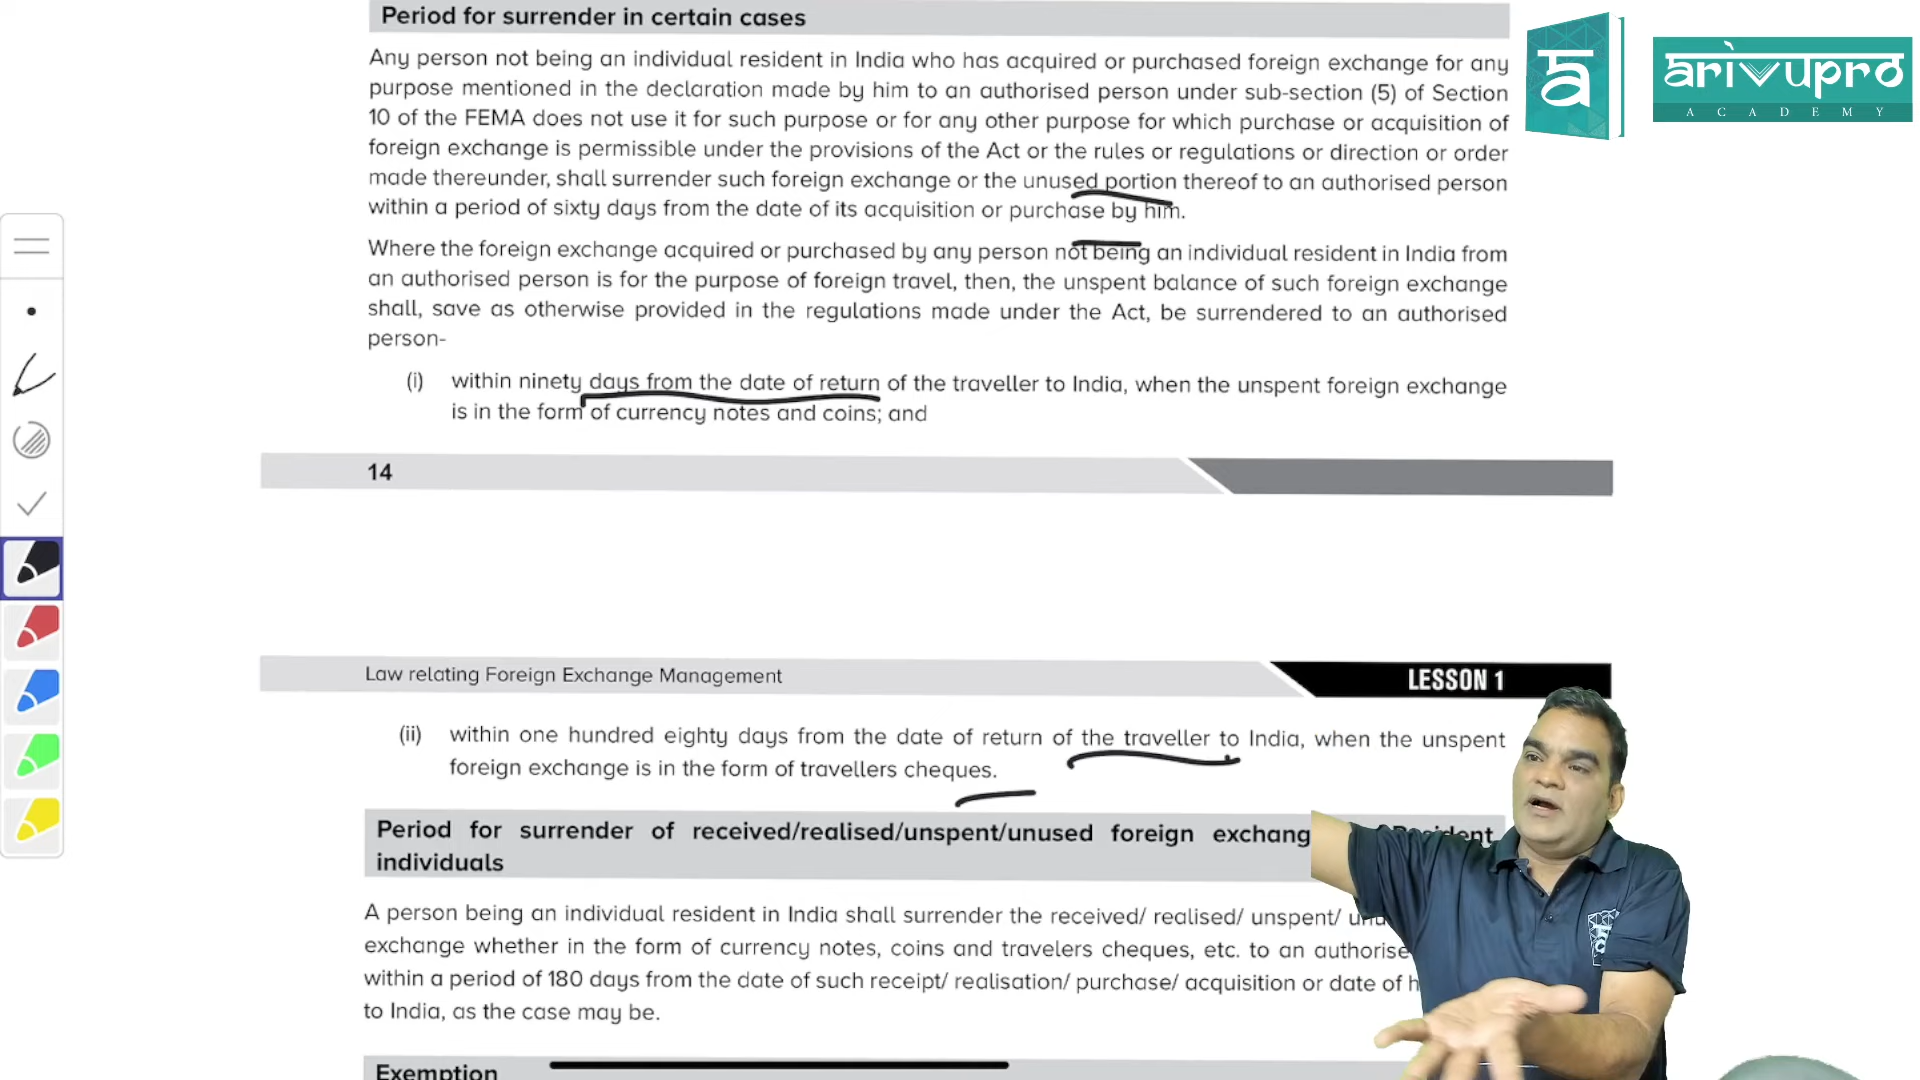 Period for surrender in certain cases
Any person not being an individual resident in India who has acquired or purchased foreign exchange for any
purpose mentioned in the declaration made by him to an authorised person under sub-section (5) of Section
10 of the FEMA does not use it for such purpose or for any other purpose for which purchase or acquisition of
foreign exchange is permissible under the provisions of the Act or the rules or regulations or direction or order
made thereunder, shall surrender such foreign exchange or the unused portion thereof to an authorised person
within a period of sixty days from the date of its acquisition or purchase by him.
Where the foreign exchange acquired or purchased by any person not being an individual resident in India from
an authorised person is for the purpose of foreign travel, then, the unspent balance of such foreign exchange
shall, save as otherwise provided in the regulations made under the Act, be surrendered to an authorised
person-
(i) within ninety days from the date of return of the traveller to India, when the unspent foreign exchange
is in the form of currency notes and coins; and
14
Law relating Foreign Exchange Management
LESSON 1
(ii) within one hundred eighty days from the date of return of the traveller to India, when the unspent
foreign exchange is in the form of travellers cheques.
Period for surrender of received/realised/unspent/unused foreign
individuals
A person being an individual resident in India shall surrender the received/ realised/ unspent/
exchange whether in the form of currency notes, coins and travelers cheques, etc. to an
within a period of 180 days from the date of such receipt/ realisation/ purchase/ acquisition or date of
to India, as the case may be.
Exemption
arivupro
ACADEMY